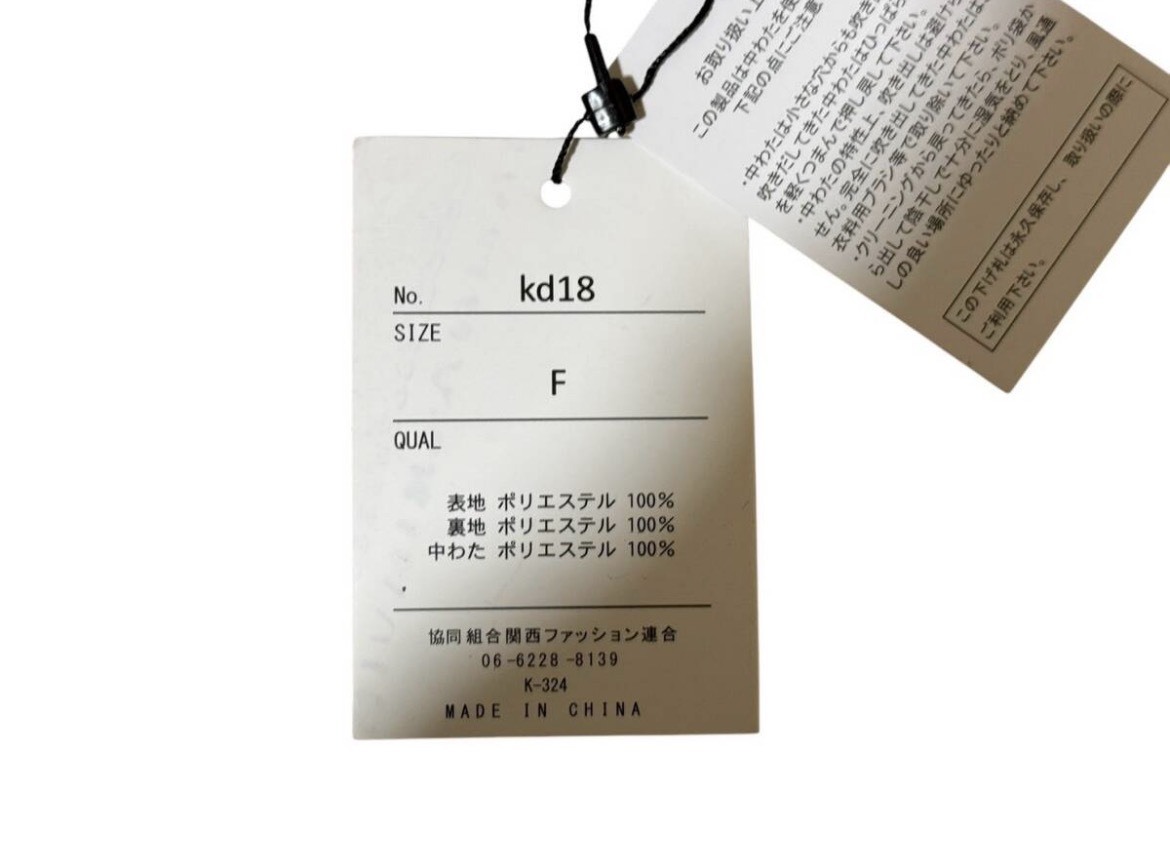 No. kd18
SIZE
F
QUAL
表地 ポリエステル 100%
裏地 ポリエステル 100%
中わた ポリエステル 100%
協同組合関西ファッション連合
06-6228-8139
K-324
MADE IN CHINA
お取り扱い上
この製品は中わたを使
下記の点にご注意
・中わたは小さな穴からも吹き
吹きだしてきた中わたはひっぱら
を軽くつまんで押し戻して下さい。
・中わたの特性上、吹き出しは避けら
せん。完全に吹き出してきた中わたは
衣料用ブラシ等で取り除いて下さい。
・クリーニングから戻ってきたら、ポリ袋か
ら出して陰干しで十分に湿気をとり、風通
しの良い場所にゆったりと納めて下さい。
この下げ札は永久保存し、取り扱いの際に
ご利用下さい。